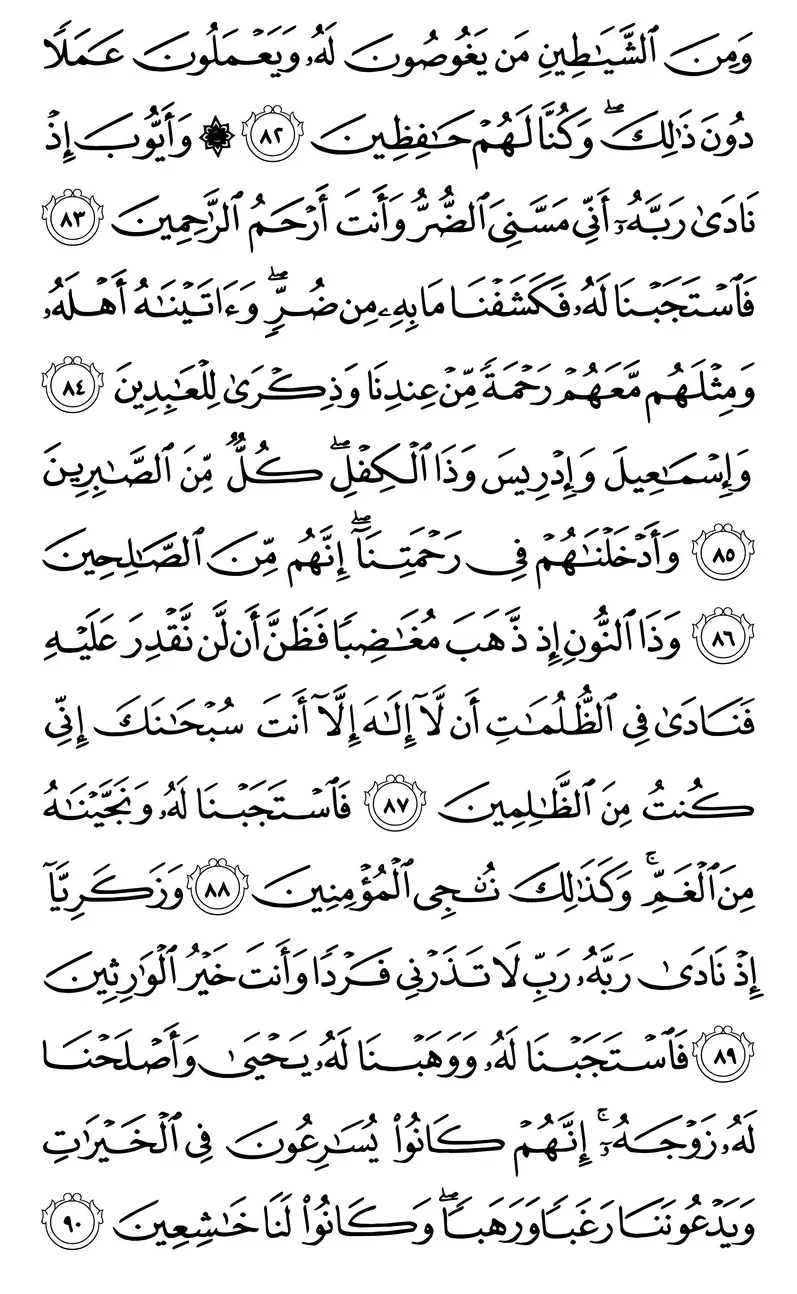 وَمِنَ ٱلشَّيَـٰطِينِ مَن يَغُوصُونَ لَهُۥ وَيَعْمَلُونَ عَمَلًا
دُونَ ذَٰلِكَ ۖ وَكُنَّا لَهُمْ حَـٰفِظِينَ ٨٢ ۞ وَأَيُّوبَ إِذْ
نَادَىٰ رَبَّهُۥٓ أَنِّى مَسَّنِىَ ٱلضُّرُّ وَأَنتَ أَرْحَمُ ٱلرَّٰحِمِينَ ٨٣
فَٱسْتَجَبْنَا لَهُۥ فَكَشَفْنَا مَا بِهِۦ مِن ضُرٍّ ۖ وَءَاتَيْنَـٰهُ أَهْلَهُۥ
وَمِثْلَهُم مَّعَهُمْ رَحْمَةً مِّنْ عِندِنَا وَذِكْرَىٰ لِلْعَـٰبِدِينَ ٨٤
وَإِسْمَـٰعِيلَ وَإِدْرِيسَ وَذَا ٱلْكِفْلِ ۖ كُلٌّ مِّنَ ٱلصَّـٰبِرِينَ
٨٥ وَأَدْخَلْنَـٰهُمْ فِى رَحْمَتِنَآ ۖ إِنَّهُم مِّنَ ٱلصَّـٰلِحِينَ
٨٦ وَذَا ٱلنُّونِ إِذ ذَّهَبَ مُغَـٰضِبًا فَظَنَّ أَن لَّن نَّقْدِرَ عَلَيْهِ
فَنَادَىٰ فِى ٱلظُّلُمَـٰتِ أَن لَّآ إِلَـٰهَ إِلَّآ أَنتَ سُبْحَـٰنَكَ إِنِّى
كُنتُ مِنَ ٱلظَّـٰلِمِينَ ٨٧ فَٱسْتَجَبْنَا لَهُۥ وَنَجَّيْنَـٰهُ
مِنَ ٱلْغَمِّ ۚ وَكَذَٰلِكَ نُـۨجِى ٱلْمُؤْمِنِينَ ٨٨ وَزَكَرِيَّآ
إِذْ نَادَىٰ رَبَّهُۥ رَبِّ لَا تَذَرْنِى فَرْدًا وَأَنتَ خَيْرُ ٱلْوَٰرِثِينَ
٨٩ فَٱسْتَجَبْنَا لَهُۥ وَوَهَبْنَا لَهُۥ يَحْيَىٰ وَأَصْلَحْنَا
لَهُۥ زَوْجَهُۥٓ ۚ إِنَّهُمْ كَانُوا۟ يُسَـٰرِعُونَ فِى ٱلْخَيْرَٰتِ
وَيَدْعُونَنَا رَغَبًا وَرَهَبًا ۖ وَكَانُوا۟ لَنَا خَـٰشِعِينَ ٩٠